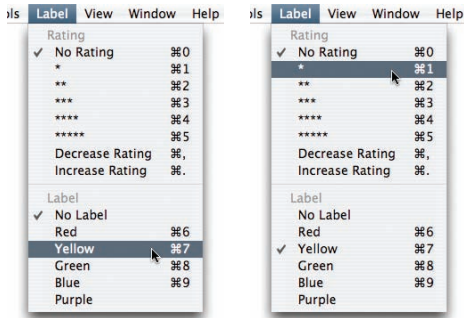 ols Label View Window Help
Rating
✓ No Rating ⌘0
* ⌘1
** ⌘2
*** ⌘3
**** ⌘4
***** ⌘5
Decrease Rating ⌘,
Increase Rating ⌘.
Label
✓ No Label
Red ⌘6
Yellow ⌘7
Green ⌘8
Blue ⌘9
Purple
ols Label View Window Help
Rating
✓ No Rating ⌘0
* ⌘1
** ⌘2
*** ⌘3
**** ⌘4
***** ⌘5
Decrease Rating ⌘,
Increase Rating ⌘.
Label
No Label
Red ⌘6
✓ Yellow ⌘7
Green ⌘8
Blue ⌘9
Purple